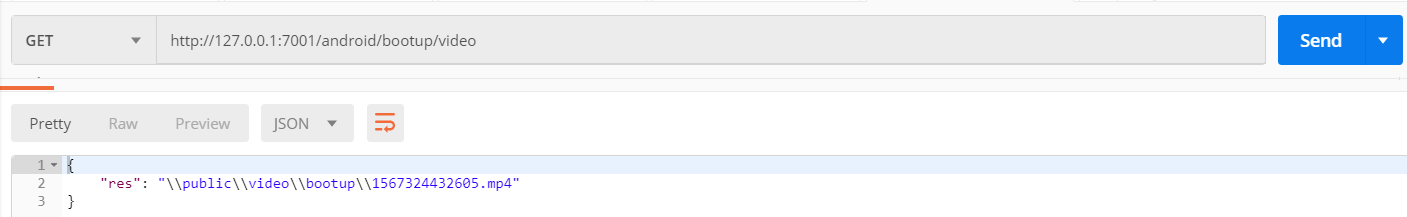 GET http://127.0.0.1:7001/android/bootup/video Send
Pretty Raw Preview JSON
1 {
2 "res": "\\public\\video\\bootup\\1567324432605.mp4"
3 }